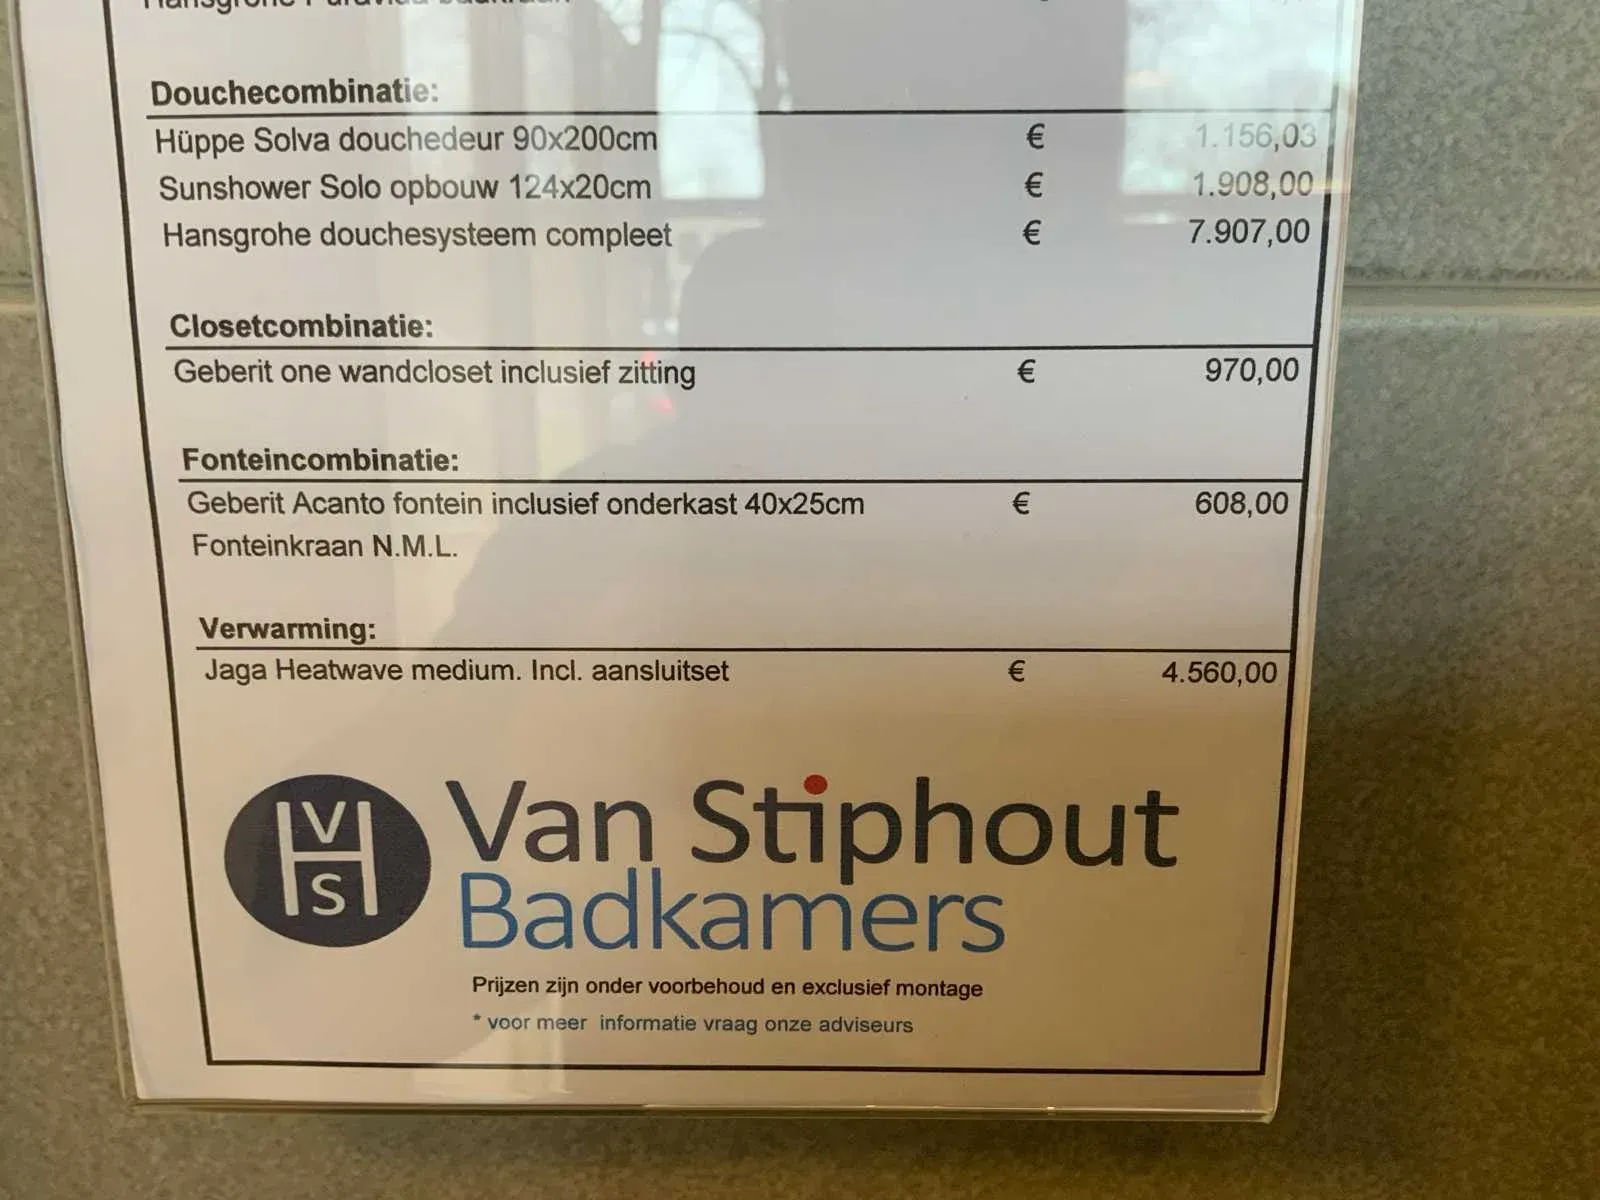 Douchecombinatie:
Hüppe Solva douchedeur 90x200cm € 1.156,03
Sunshower Solo opbouw 124x20cm € 1.908,00
Hansgrohe douchesysteem compleet € 7.907,00
Closetcombinatie:
Geberit one wandcloset inclusief zitting € 970,00
Fonteincombinatie:
Geberit Acanto fontein inclusief onderkast 40x25cm € 608,00
Fonteinkraan N.M.L.
Verwarming:
Jaga Heatwave medium. Incl. aansluitset € 4.560,00
VHS
Van Stiphout
Badkamers
Prijzen zijn onder voorbehoud en exclusief montage
* voor meer informatie vraag onze adviseurs